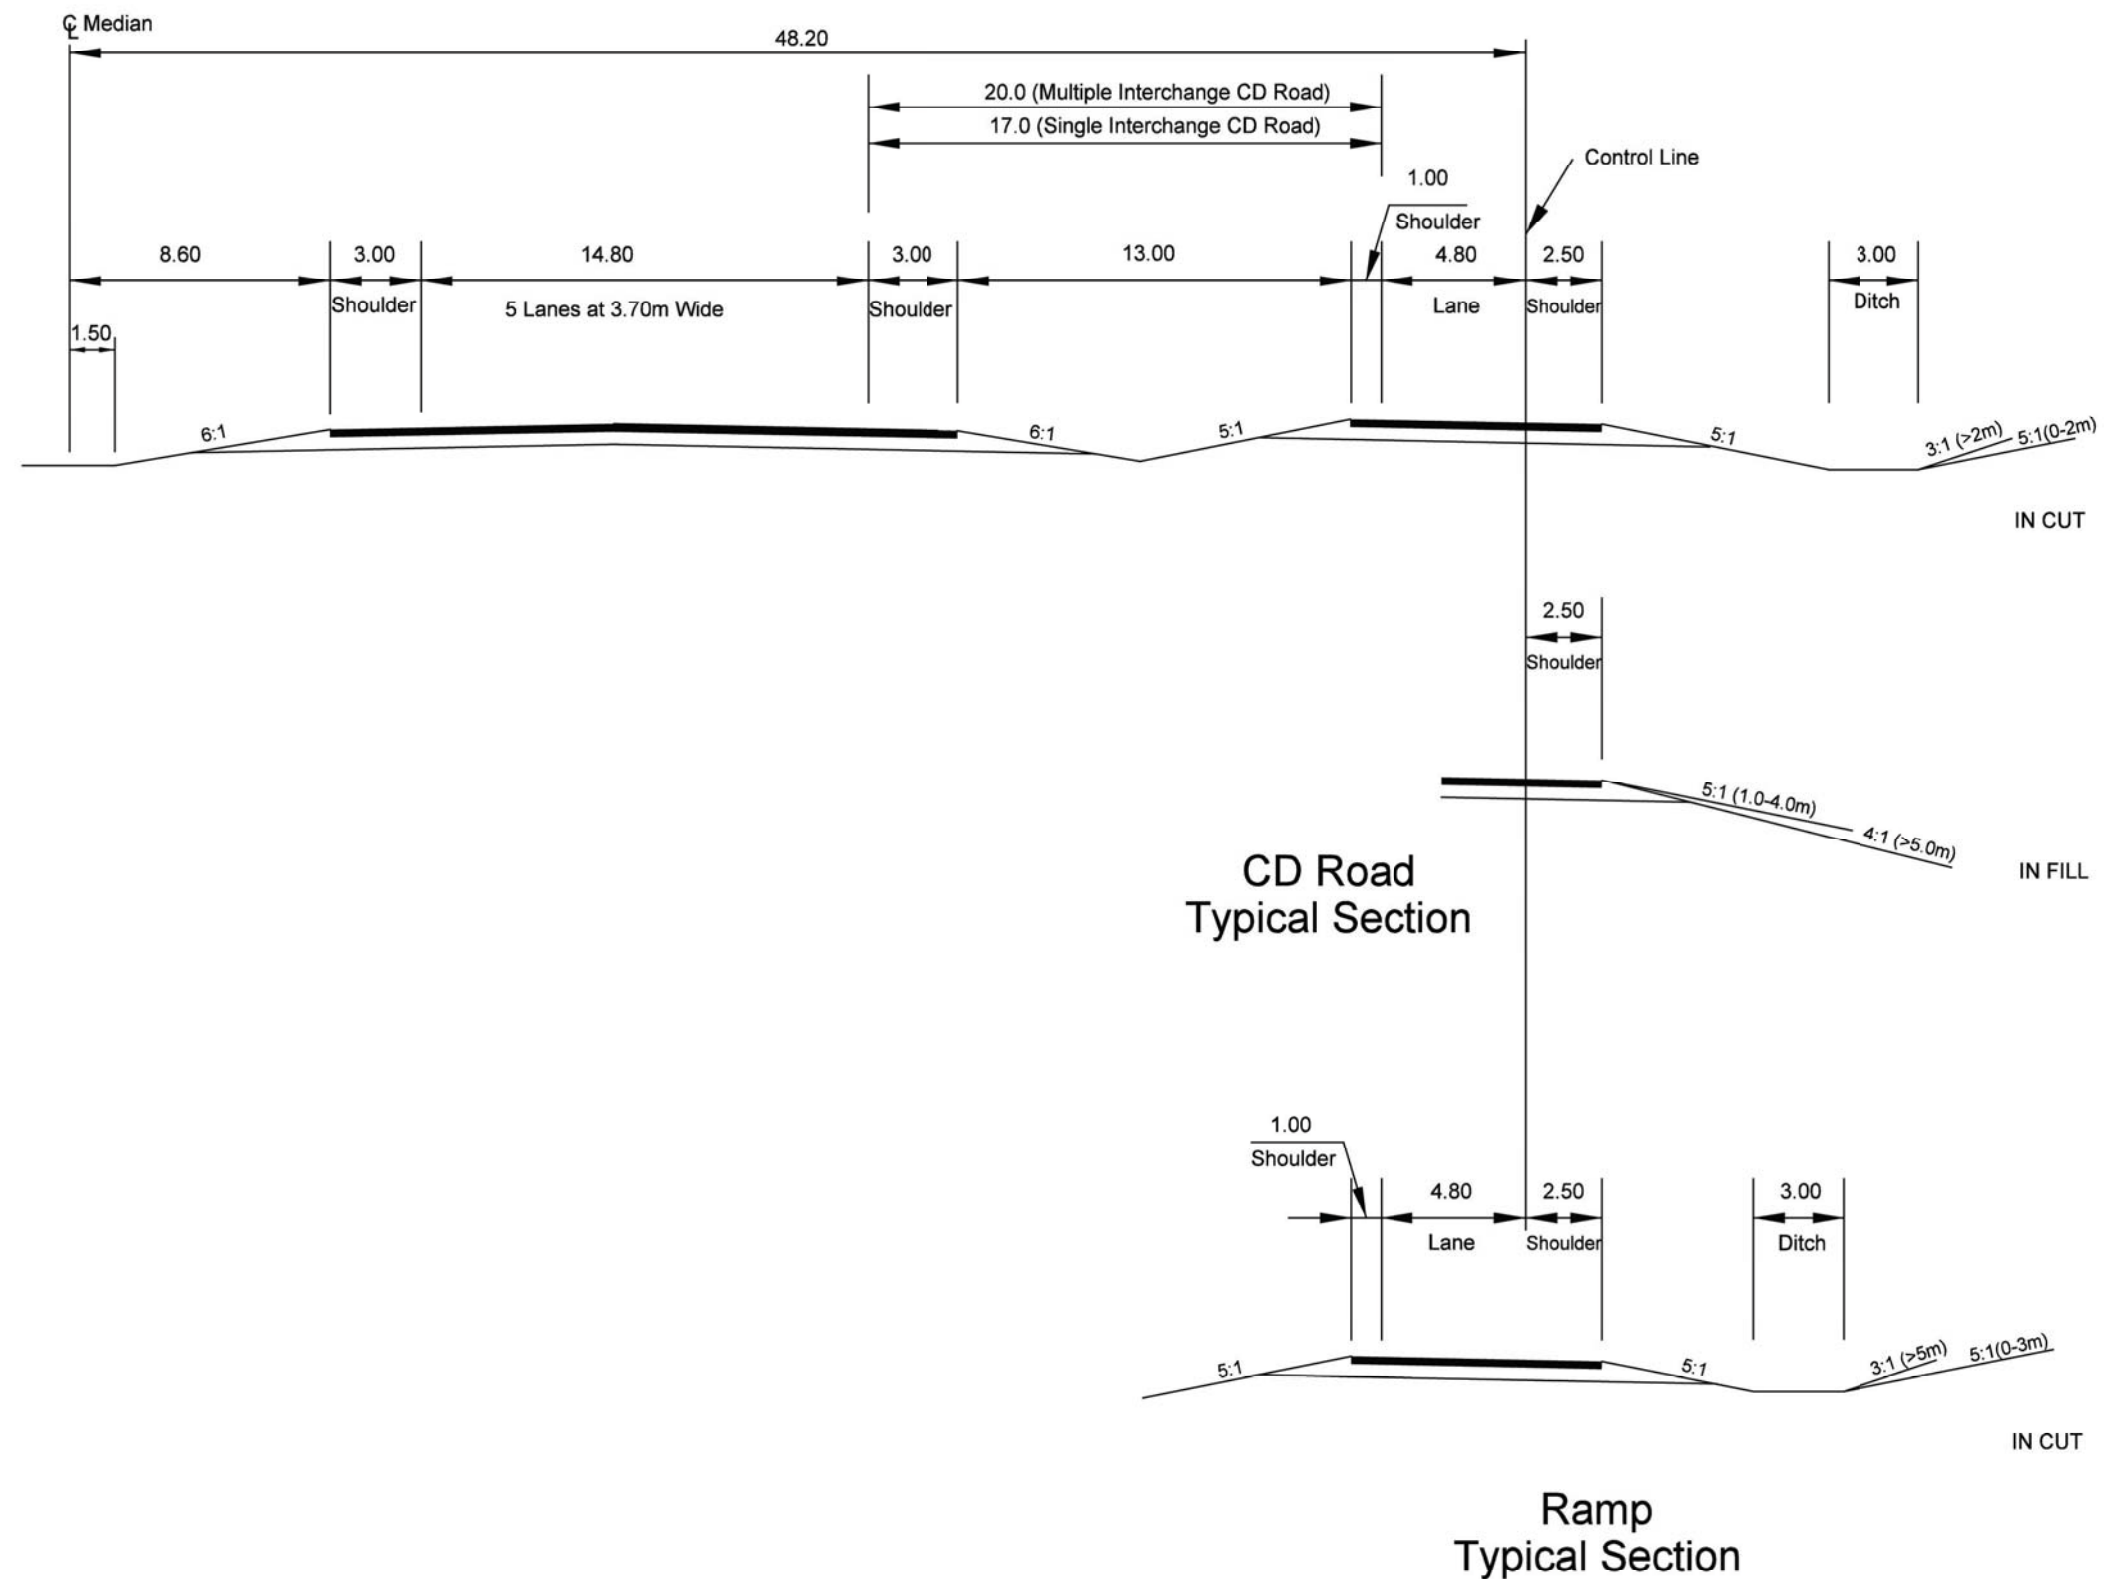 ℄ Median
48.20
20.0 (Multiple Interchange CD Road)
17.0 (Single Interchange CD Road)
Control Line
1.00
Shoulder
8.60
3.00
14.80
3.00
13.00
4.80
2.50
3.00
Shoulder
5 Lanes at 3.70m Wide
Shoulder
Lane
Shoulder
Ditch
1.50
6:1
6:1
5:1
5:1
3:1 (>2m)
5:1(0-2m)
IN CUT
2.50
Shoulder
5:1 (1.0-4.0m)
4:1 (>5.0m)
IN FILL
CD Road
Typical Section
1.00
Shoulder
4.80
2.50
3.00
Lane
Shoulder
Ditch
5:1
5:1
3:1 (>5m)
5:1(0-3m)
IN CUT
Ramp
Typical Section